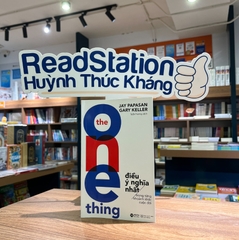 ReadStation
Huỳnh Thúc Kháng
JAY PAPASAN
GARY KELLER
the
one
thing
điều
ý nghĩa
nhất